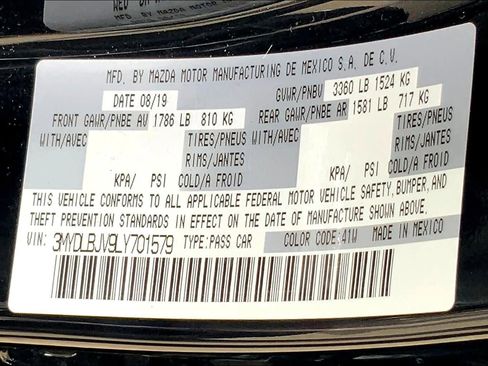 MFD. BY MAZDA MOTOR MANUFACTURING DE MEXICO S.A. DE C.V.
DATE 08/19 GVWR/PNBV 3360 LB 1524 KG
FRONT GAWR/PNBE AV 1786 LB 810 KG REAR GAWR/PNBE AR 1581 LB 717 KG
WITH/AVEC TIRES/PNEUS WITH/AVEC TIRES/PNEUS
RIMS/JANTES RIMS/JANTES
KPA/ PSI COLD/A FROID KPA/ PSI COLD/A FROID
THIS VEHICLE CONFORMS TO ALL APPLICABLE FEDERAL MOTOR VEHICLE SAFETY, BUMPER, AND
THEFT PREVENTION STANDARDS IN EFFECT ON THE DATE OF MANUFACTURE SHOWN ABOVE.
VIN: 3MYDLBJV9LY701579 TYPE:PASS CAR COLOR CODE:41W MADE IN MEXICO